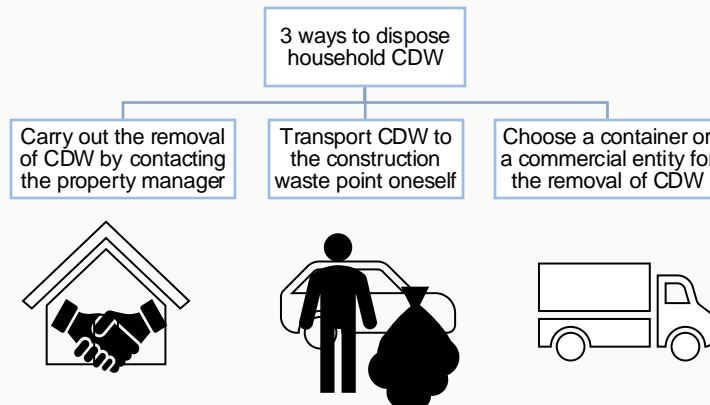 3 ways to dispose
household CDW
Carry out the removal
of CDW by contacting
the property manager
Transport CDW to
the construction
waste point oneself
Choose a container or
a commercial entity for
the removal of CDW